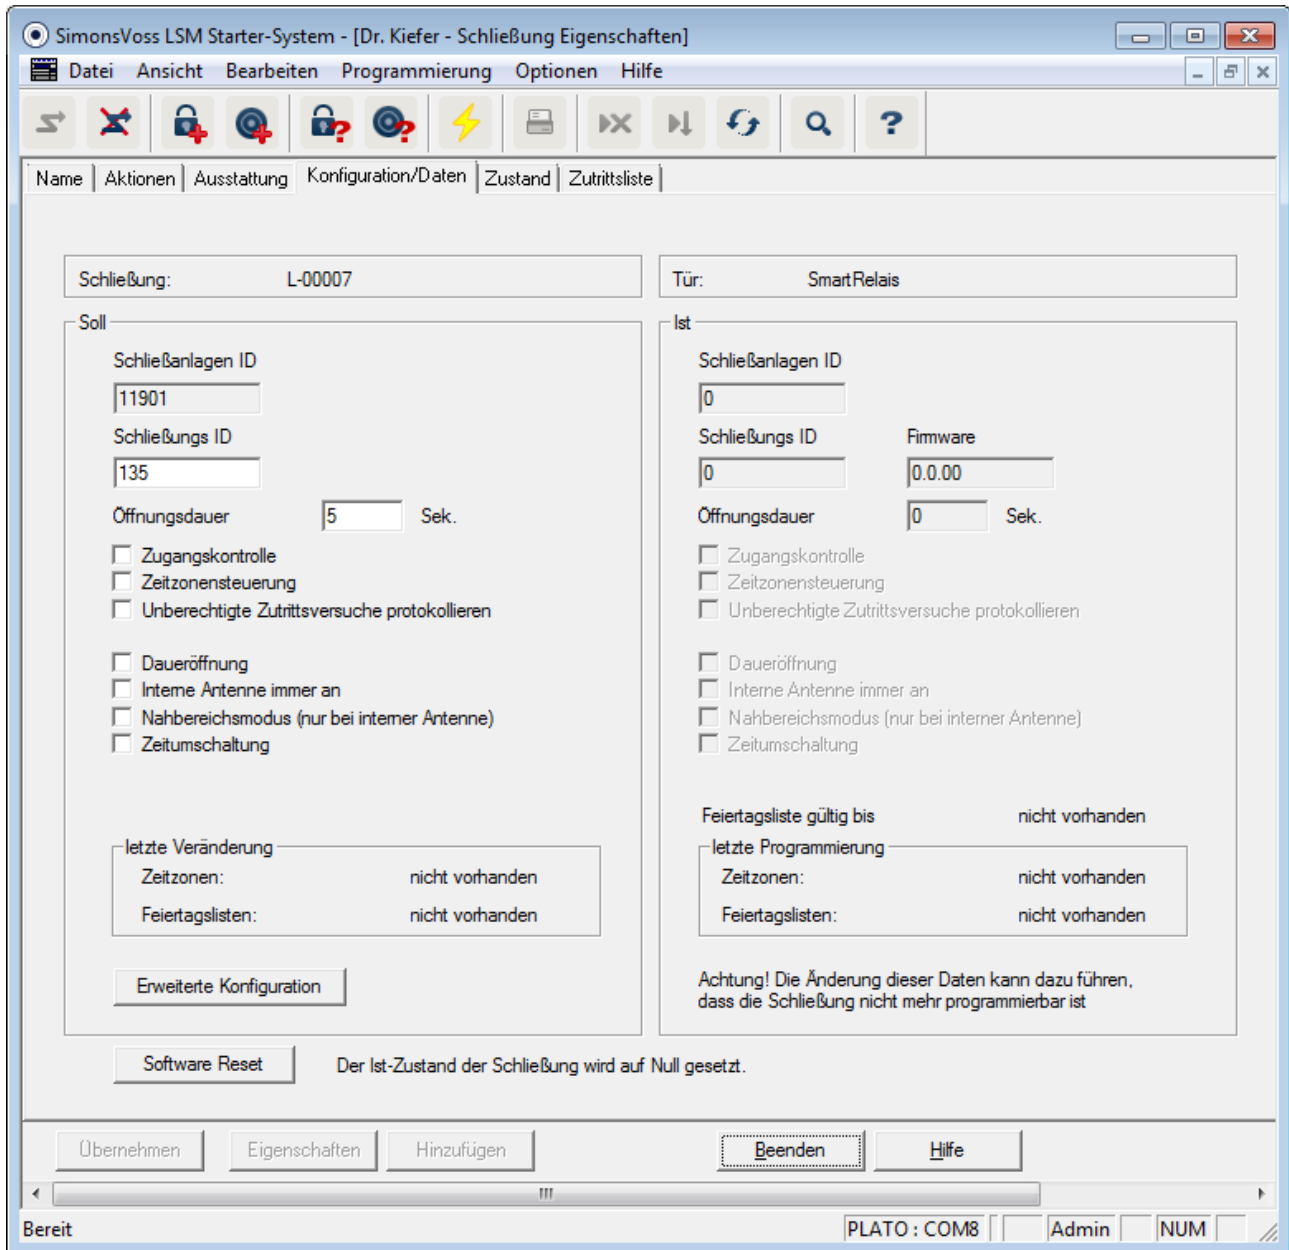 SimonsVoss LSM Starter-System - [Dr. Kiefer - Schließung Eigenschaften]
Datei Ansicht Bearbeiten Programmierung Optionen Hilfe
Name Aktionen Ausstattung Konfiguration/Daten Zustand Zutrittsliste
Schließung: L-00007 Tür: SmartRelais
Soll
Schließanlagen ID
11901
Schließungs ID
135
Öffnungsdauer 5 Sek.
Zugangskontrolle
Zeitzonensteuerung
Unberechtigte Zutrittsversuche protokollieren
Daueröffnung
Interne Antenne immer an
Nahbereichsmodus (nur bei interner Antenne)
Zeitumschaltung
letzte Veränderung
Zeitzonen: nicht vorhanden
Feiertagslisten: nicht vorhanden
Erweiterte Konfiguration
Ist
Schließanlagen ID
0
Schließungs ID Firmware
0 0.0.00
Öffnungsdauer 0 Sek.
Zugangskontrolle
Zeitzonensteuerung
Unberechtigte Zutrittsversuche protokollieren
Daueröffnung
Interne Antenne immer an
Nahbereichsmodus (nur bei interner Antenne)
Zeitumschaltung
Feiertagsliste gültig bis nicht vorhanden
letzte Programmierung
Zeitzonen: nicht vorhanden
Feiertagslisten: nicht vorhanden
Achtung! Die Änderung dieser Daten kann dazu führen,
dass die Schließung nicht mehr programmierbar ist
Software Reset Der Ist-Zustand der Schließung wird auf Null gesetzt.
Übernehmen Eigenschaften Hinzufügen Beenden Hilfe
Bereit PLATO : COM8 Admin NUM